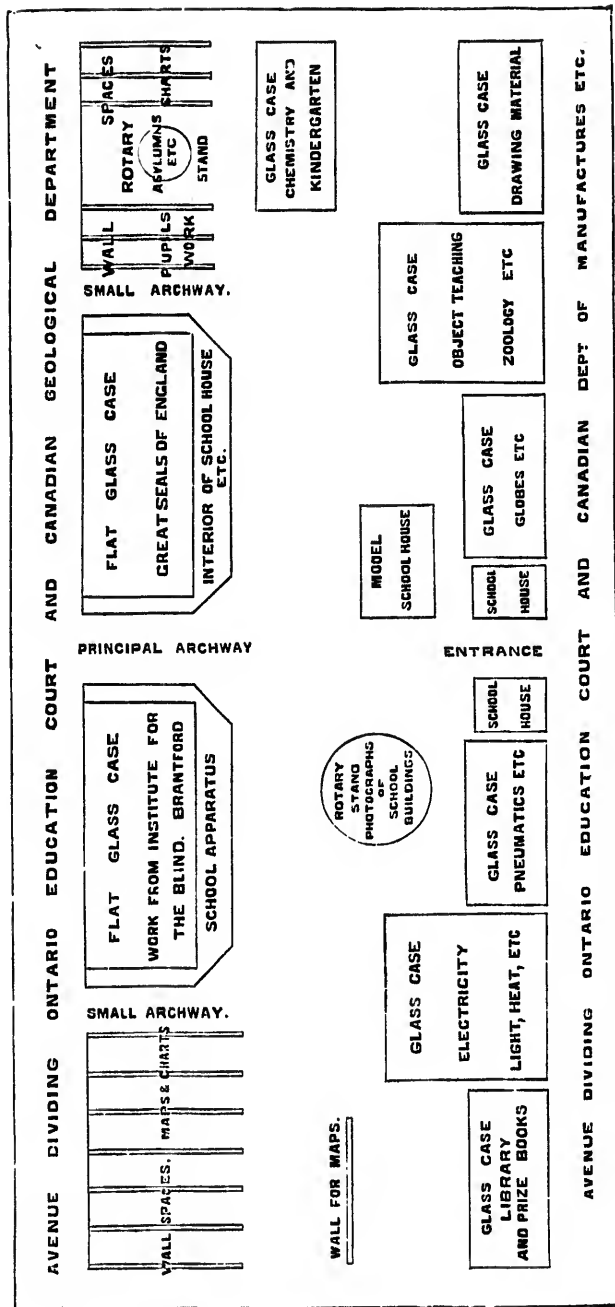 AVENUE DIVIDING ONTARIO EDUCATION COURT AND CANADIAN GEOLOGICAL DEPARTMENT
WALL SPACES. MAPS & CHARTS
SMALL ARCHWAY.
FLAT GLASS CASE
WORK FROM INSTITUTE FOR
THE BLIND. BRANTFORD
SCHOOL APPARATUS
PRINCIPAL ARCHWAY
FLAT GLASS CASE
GREAT SEALS OF ENGLAND
INTERIOR OF SCHOOL HOUSE
ETC.
SMALL ARCHWAY.
WALL SPACES
PUPILS WORK
CHARTS
ROTARY
ASYLUMNS
ETC
STAND
WALL FOR MAPS.
ROTARY
STAND
PHOTOGRAPHS
OF
SCHOOL
BUILDINGS
MODEL
SCHOOL HOUSE
GLASS CASE
CHEMISTRY AND
KINDERGARTEN
GLASS CASE
LIBRARY
AND PRIZE BOOKS
GLASS CASE
ELECTRICITY
LIGHT, HEAT, ETC
GLASS CASE
PNEUMATICS ETC
SCHOOL
HOUSE
ENTRANCE
SCHOOL
HOUSE
GLASS CASE
GLOBES ETC
GLASS CASE
OBJECT TEACHING
ZOOLOGY ETC
GLASS CASE
DRAWING MATERIAL
AVENUE DIVIDING ONTARIO EDUCATION COURT AND CANADIAN DEPT OF MANUFACTURES ETC.